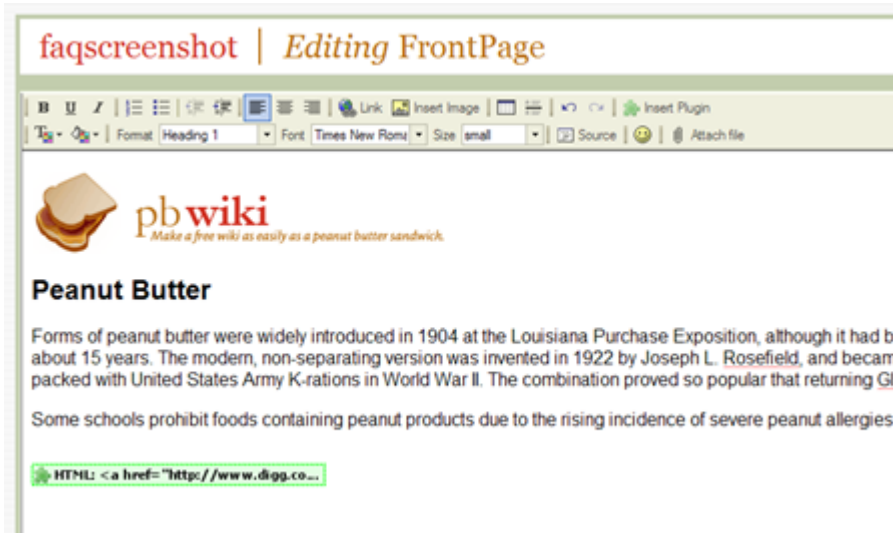 faqscreenshot | Editing FrontPage
B U I Link Insert Image Insert Plugin
Format Heading 1 Font Times New Roma Size small Source Attach file
pbwiki
Make a free wiki as easily as a peanut butter sandwich.
Peanut Butter
Forms of peanut butter were widely introduced in 1904 at the Louisiana Purchase Exposition, although it had b
about 15 years. The modern, non-separating version was invented in 1922 by Joseph L. Rosefield, and becam
packed with United States Army K-rations in World War II. The combination proved so popular that returning GI
Some schools prohibit foods containing peanut products due to the rising incidence of severe peanut allergies
HTML: <a href="http://www.digg.co...